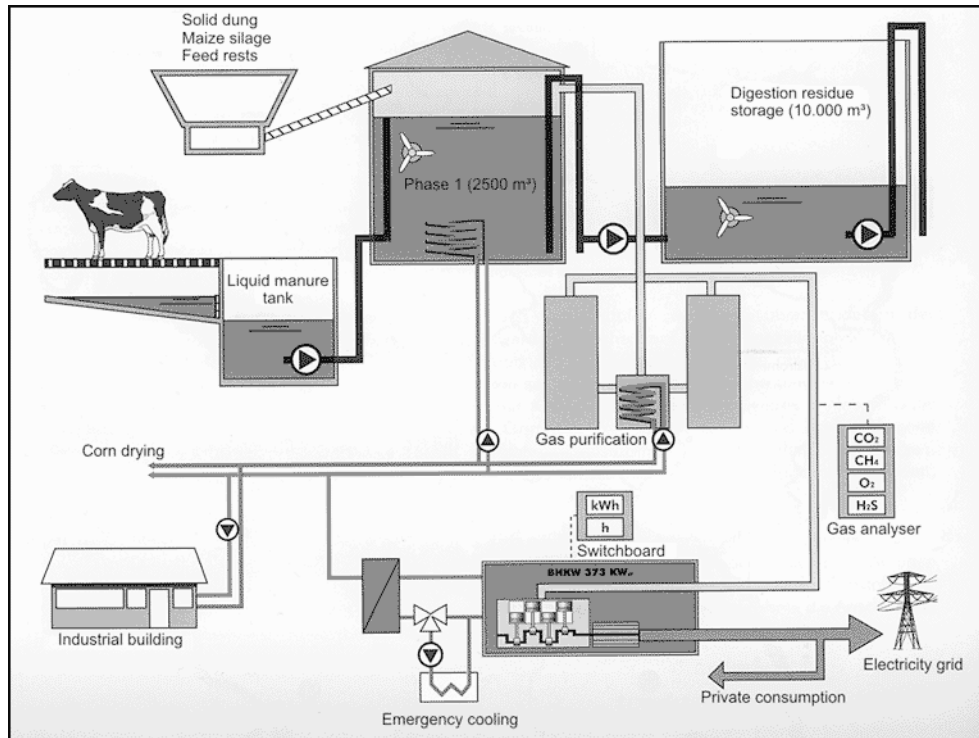 Solid dung
Maize silage
Feed rests
Digestion residue
storage (10.000 m³)
Phase 1 (2500 m³)
Liquid manure
tank
Gas purification
Corn drying
CO₂
CH₄
O₂
H₂S
Gas analyser
kWh
h
Switchboard
BHKW 373 KW
Industrial building
Electricity grid
Private consumption
Emergency cooling